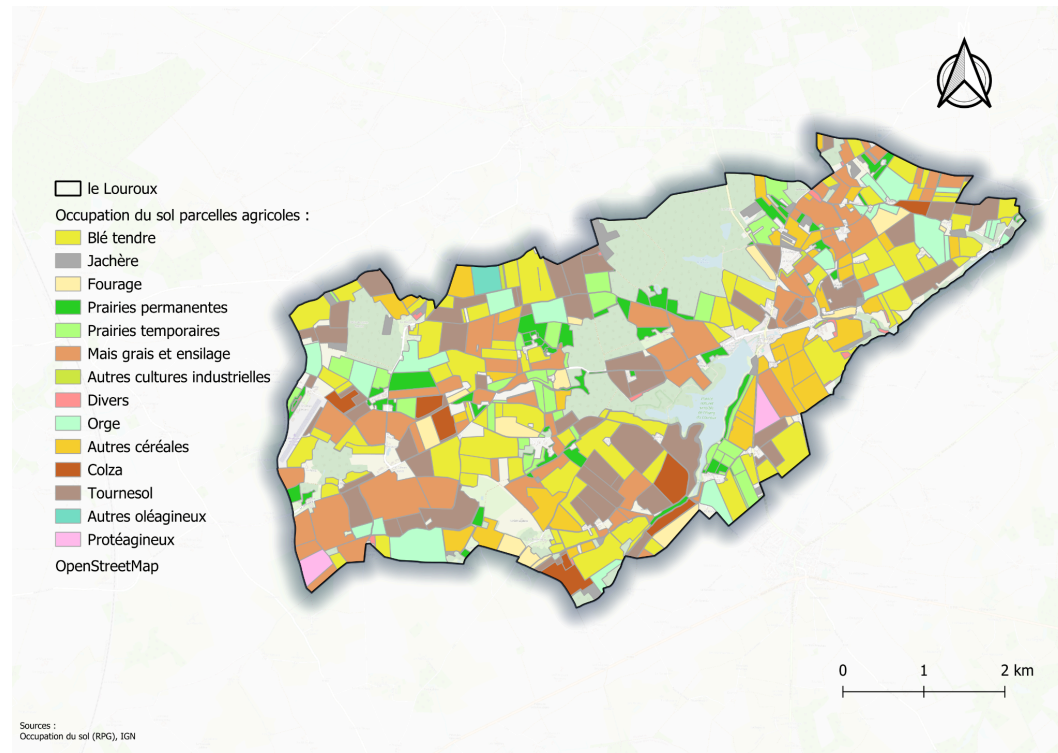 le Louroux
Occupation du sol parcelles agricoles :
Blé tendre
Jachère
Fourage
Prairies permanentes
Prairies temporaires
Mais grais et ensilage
Autres cultures industrielles
Divers
Orge
Autres céréales
Colza
Tournesol
Autres oléagineux
Protéagineux
OpenStreetMap
0 1 2 km
Sources :
Occupation du sol (RPG), IGN